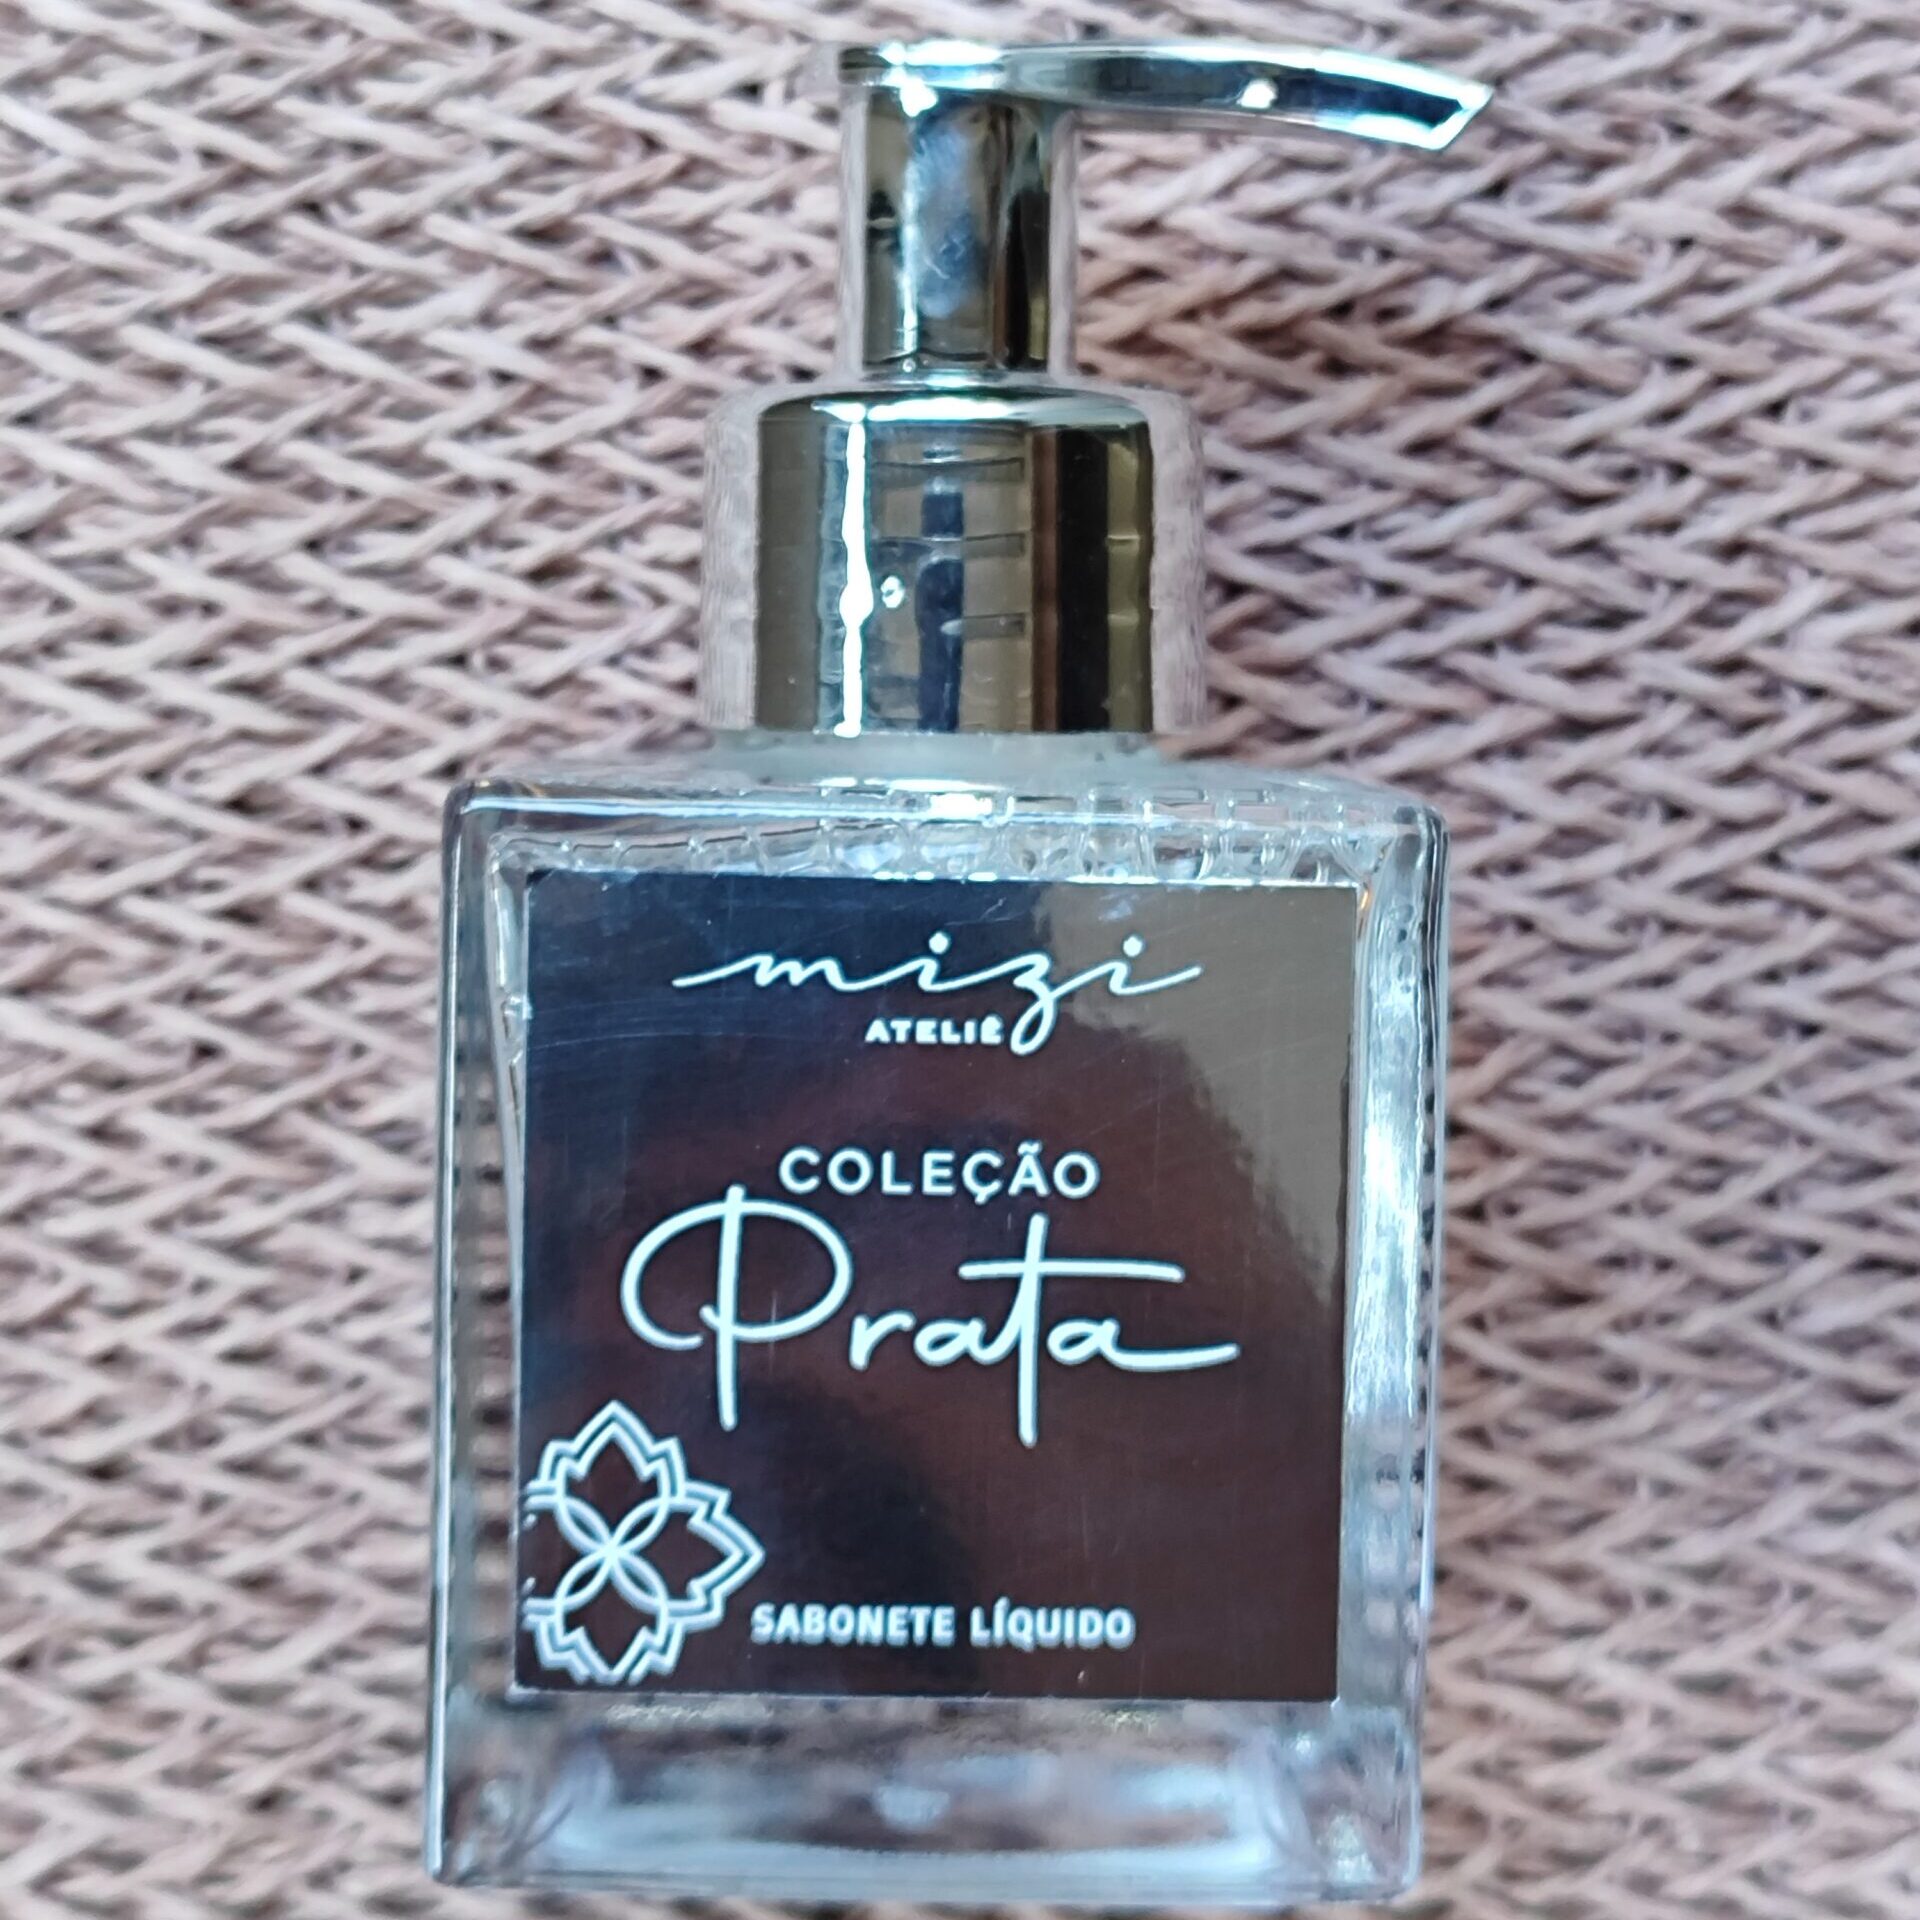 mizi
ATELIÊ
COLEÇÃO
Prata
SABONETE LÍQUIDO